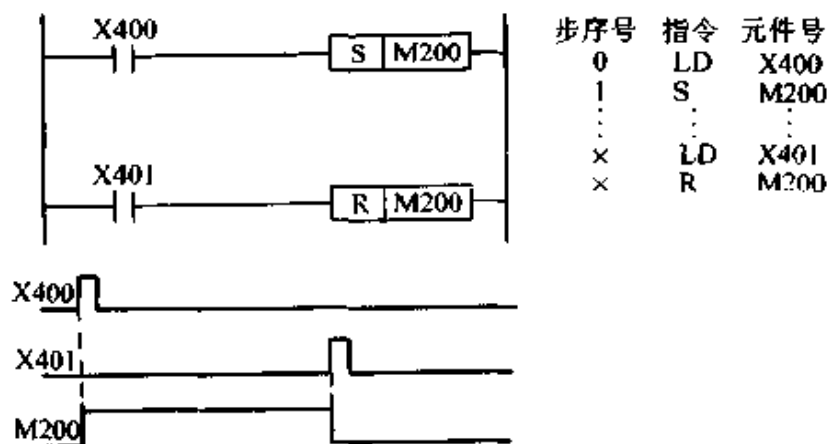 X400
S M200
X401
R M200
步序号 指令 元件号
0 LD X400
1 S M200
⋮ ⋮ ⋮
× LD X401
× R M200
X400
X401
M200